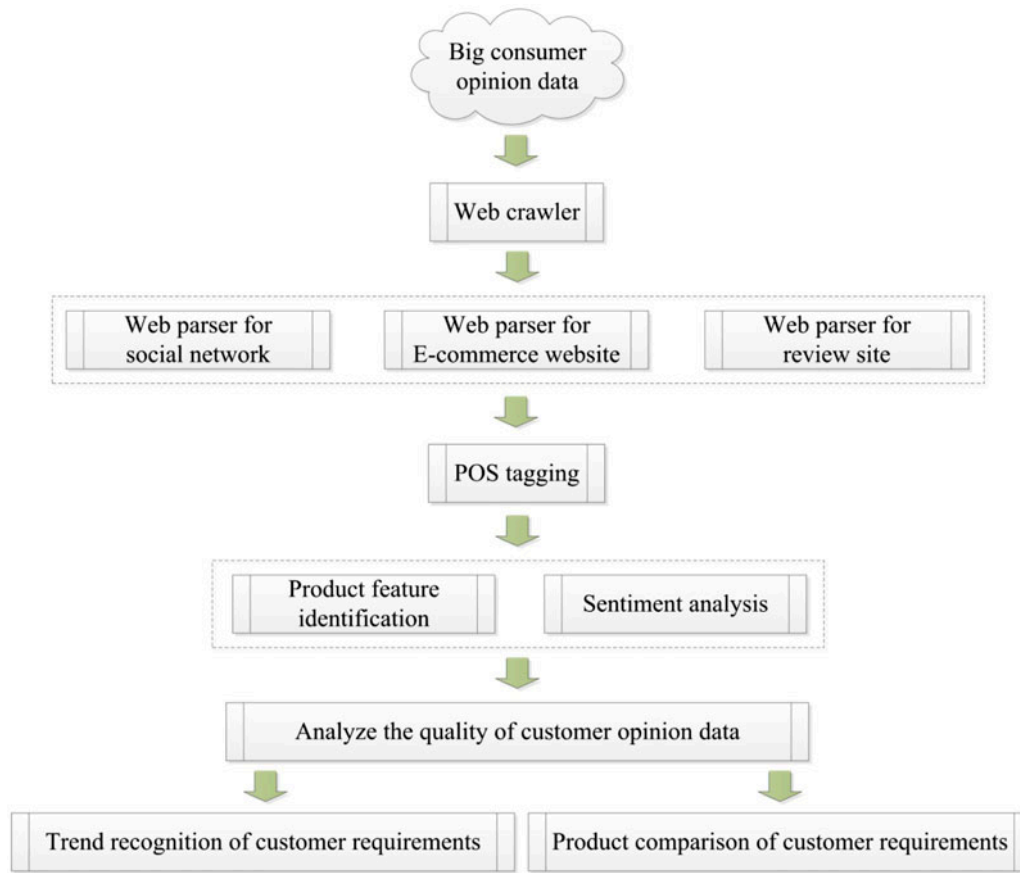 Big consumer
opinion data
Web crawler
Web parser for
social network
Web parser for
E-commerce website
Web parser for
review site
POS tagging
Product feature
identification
Sentiment analysis
Analyze the quality of customer opinion data
Trend recognition of customer requirements
Product comparison of customer requirements